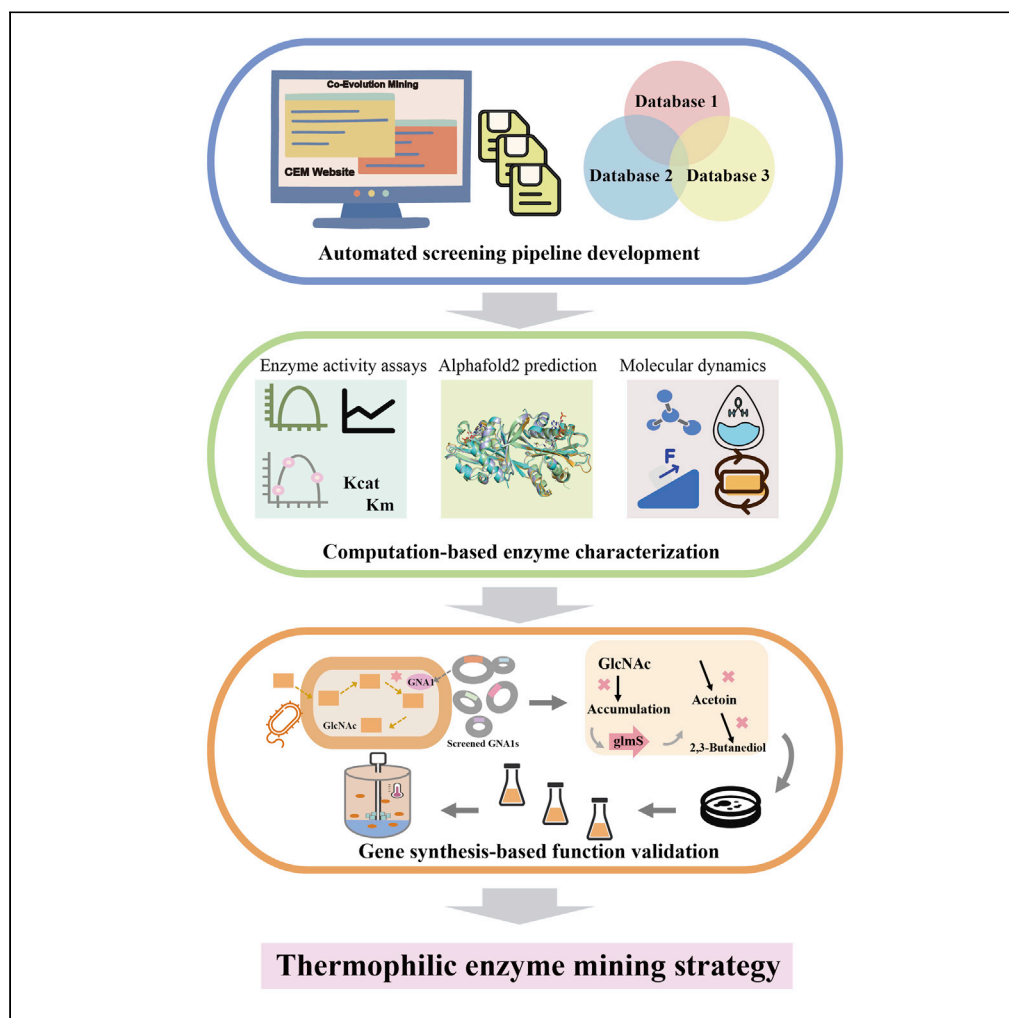 Co-Evolution Mining
CEM Website
Database 1
Database 2
Database 3
Automated screening pipeline development
Enzyme activity assays
Alphafold2 prediction
Molecular dynamics
Kcat
Km
F
H H
Computation-based enzyme characterization
GNA1
GlcNAc
Screened GNA1s
GlcNAc
Accumulation
glmS
Acetoin
2,3-Butanediol
Gene synthesis-based function validation
Thermophilic enzyme mining strategy